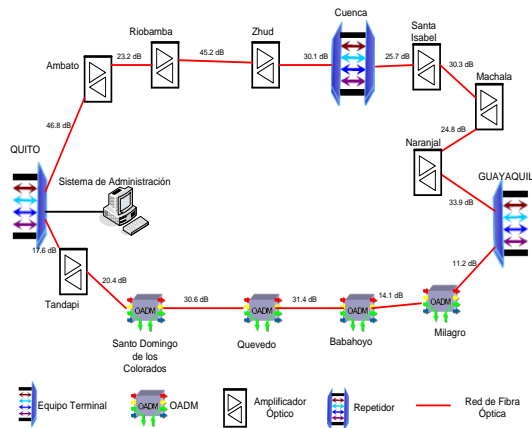 Cuenca
Riobamba
Zhud
Santa
Isabel
23.2 dB
45.2 dB
30.1 dB
25.7 dB
30.3 dB
Ambato
Machala
46.8 dB
24.8 dB
Naranjal
QUITO
Sistema de Administración
GUAYAQUIL
33.9 dB
17.6 dB
11.2 dB
20.4 dB
Tandapi
30.6 dB
31.4 dB
14.1 dB
OADM
OADM
OADM
OADM
Santo Domingo
de los
Colorados
Quevedo
Babahoyo
Milagro
Equipo Terminal
OADM
OADM
Amplificador
Óptico
Repetidor
Red de Fibra
Óptica